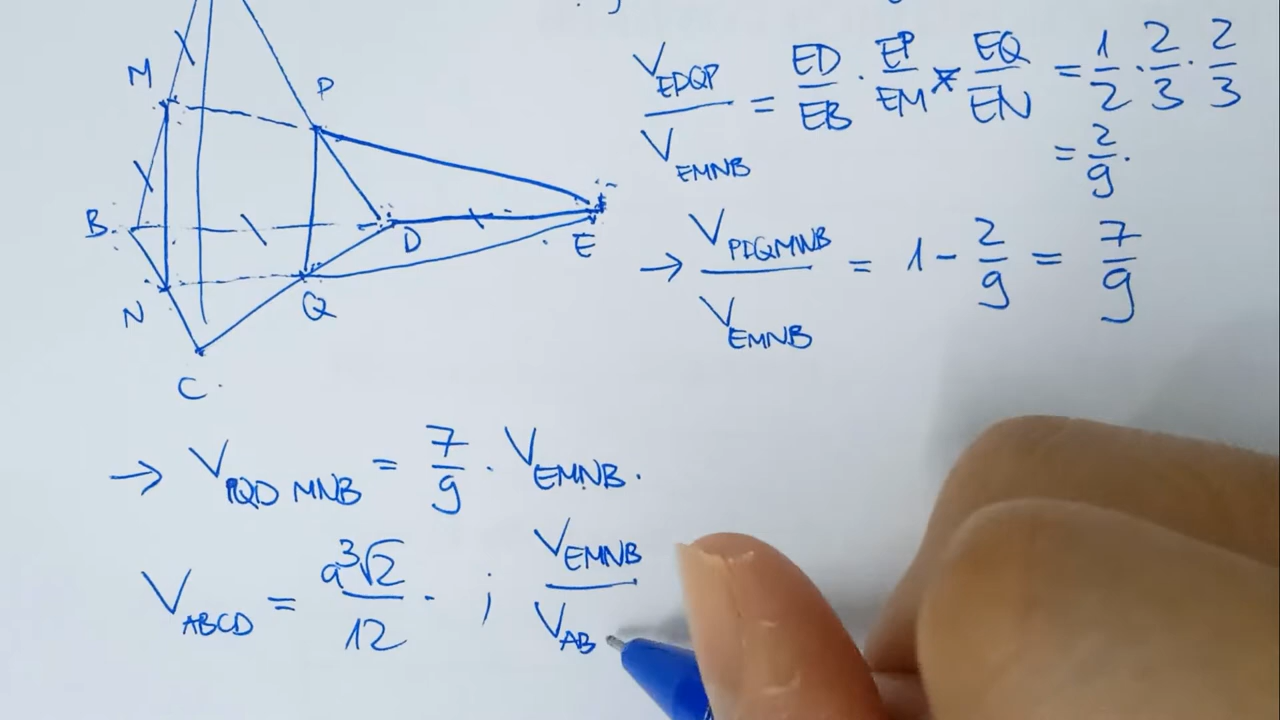 M
P
B
D
E
N
Q
C.
V_EDQP / V_EMNB = ED/EB . EP/EM × EQ/EN = 1/2 . 2/3 . 2/3
= 2/9.
→ V_PDQMNB / V_EMNB = 1 - 2/9 = 7/9
→ V_PQD MNB = 7/9 . V_EMNB.
V_ABCD = a³√2 / 12 . ; V_EMNB / V_AB